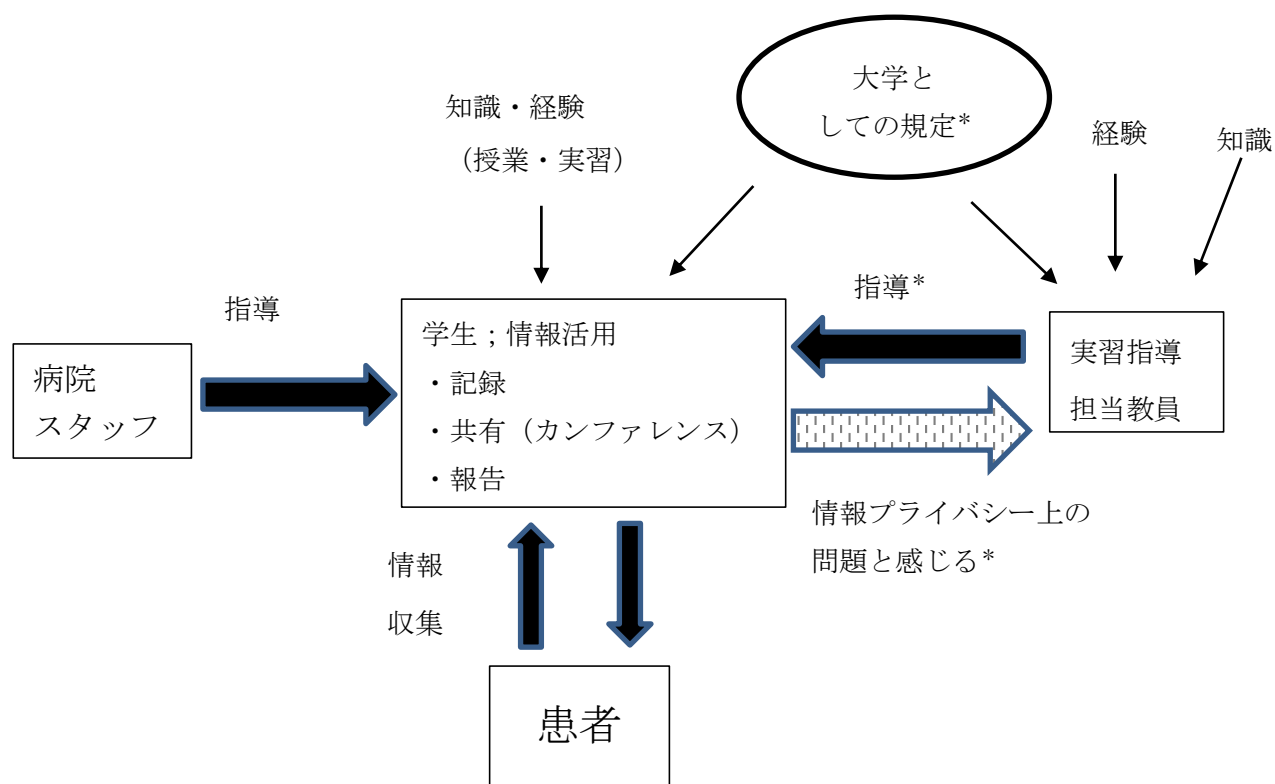 大学と
しての規定*
知識・経験
（授業・実習）
経験
知識
指導
指導*
病院
スタッフ
学生；情報活用
・記録
・共有（カンファレンス）
・報告
実習指導
担当教員
情報プライバシー上の
問題と感じる*
情報
収集
患者